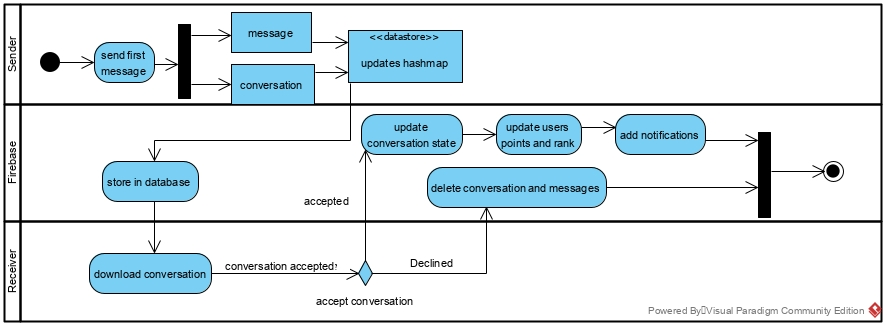 Sender
send first
message
message
conversation
<<datastore>>
updates hashmap
Firebase
update
conversation state
update users
points and rank
add notifications
store in database
delete conversation and messages
accepted
Receiver
download conversation
conversation accepted?
Declined
accept conversation
Powered By Visual Paradigm Community Edition